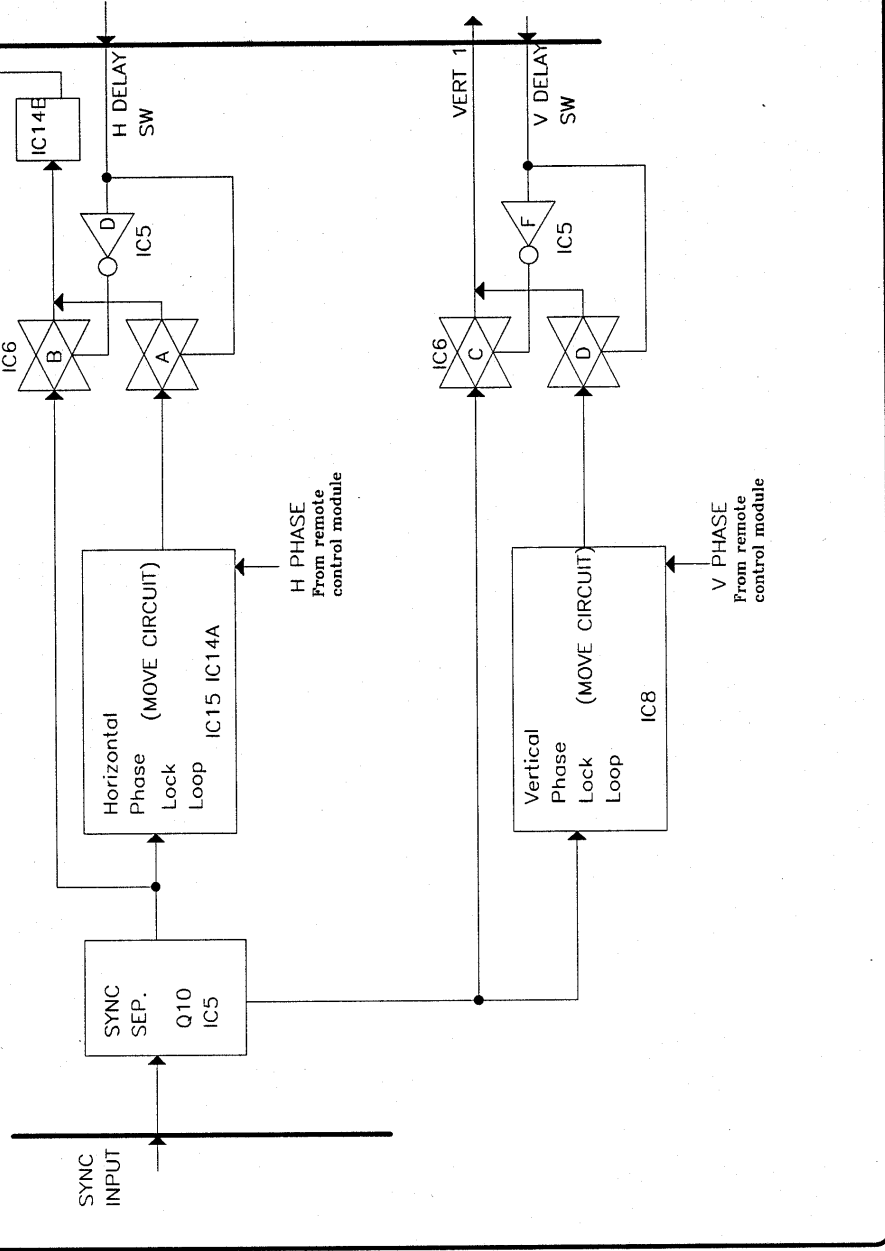 SYNC
INPUT
SYNC
SEP.
Q10
IC5
Horizontal
Phase (MOVE CIRCUIT)
Lock
Loop IC15 IC14A
H PHASE
From remote
control module
IC6
B
A
D
IC5
IC14B
H DELAY
SW
Vertical
Phase
Lock (MOVE CIRCUIT)
Loop
IC8
V PHASE
From remote
control module
IC6
C
D
F
IC5
VERT 1
V DELAY
SW